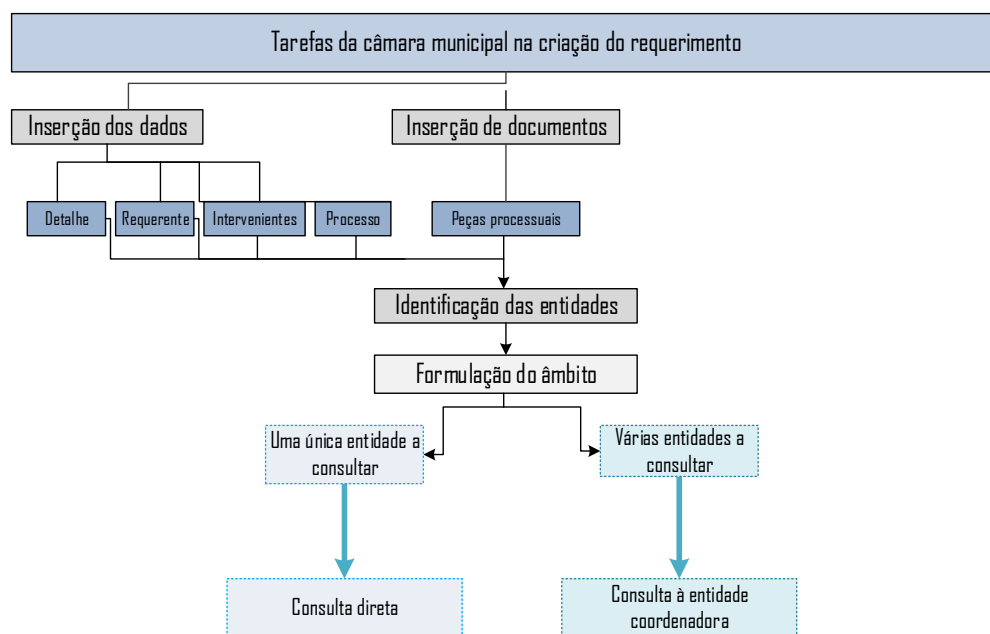 Tarefas da câmara municipal na criação do requerimento
Inserção dos dados
Inserção de documentos
Detalhe
Requerente
Intervenientes
Processo
Peças processuais
Identificação das entidades
Formulação do âmbito
Uma única entidade a
consultar
Várias entidades a
consultar
Consulta direta
Consulta à entidade
coordenadora